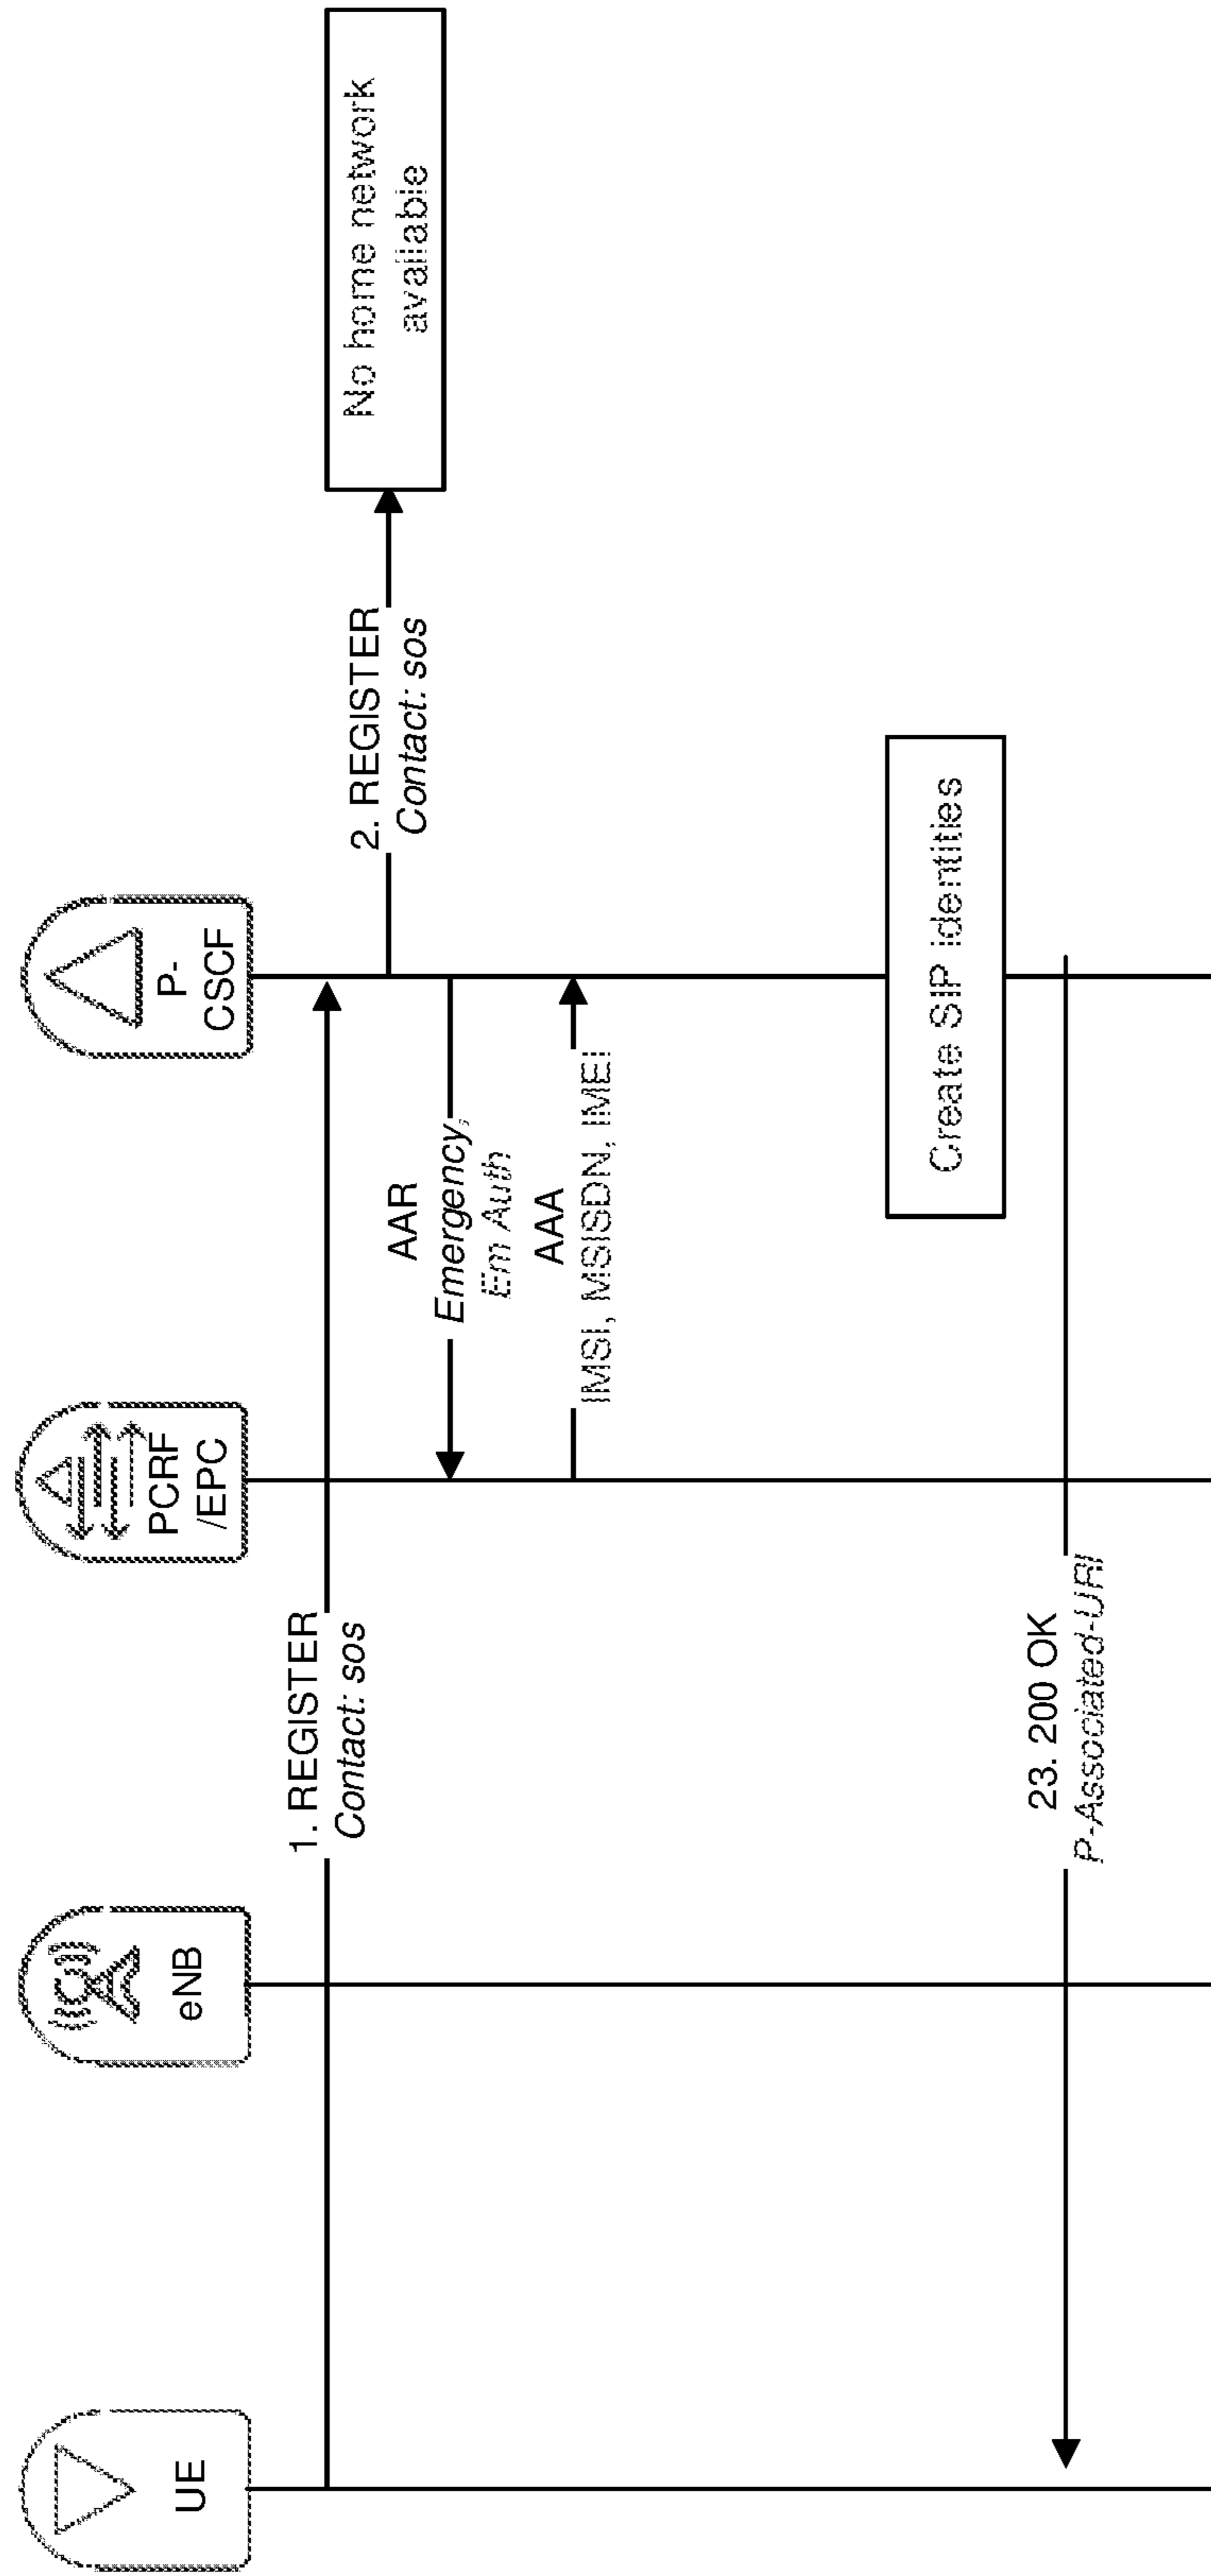 UE
eNB
PCRF
/EPC
P-
CSCF
1. REGISTER
Contact: sos
2. REGISTER
Contact: sos
No home network
available
AAR
Emergency,
Em Auth
AAA
IMSI, MSISDN, IMEI
Create SIP identities
23. 200 OK
P-Associated-URI